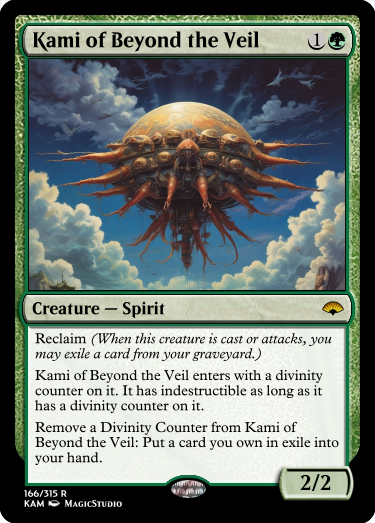 Kami of Beyond the Veil 1
Creature — Spirit
Reclaim (When this creature is cast or attacks, you
may exile a card from your graveyard.)
Kami of Beyond the Veil enters with a divinity
counter on it. It has indestructible as long as it
has a divinity counter on it.
Remove a Divinity Counter from Kami of
Beyond the Veil: Put a card you own in exile into
your hand.
2/2
166/315 R
KAM MagicStudio